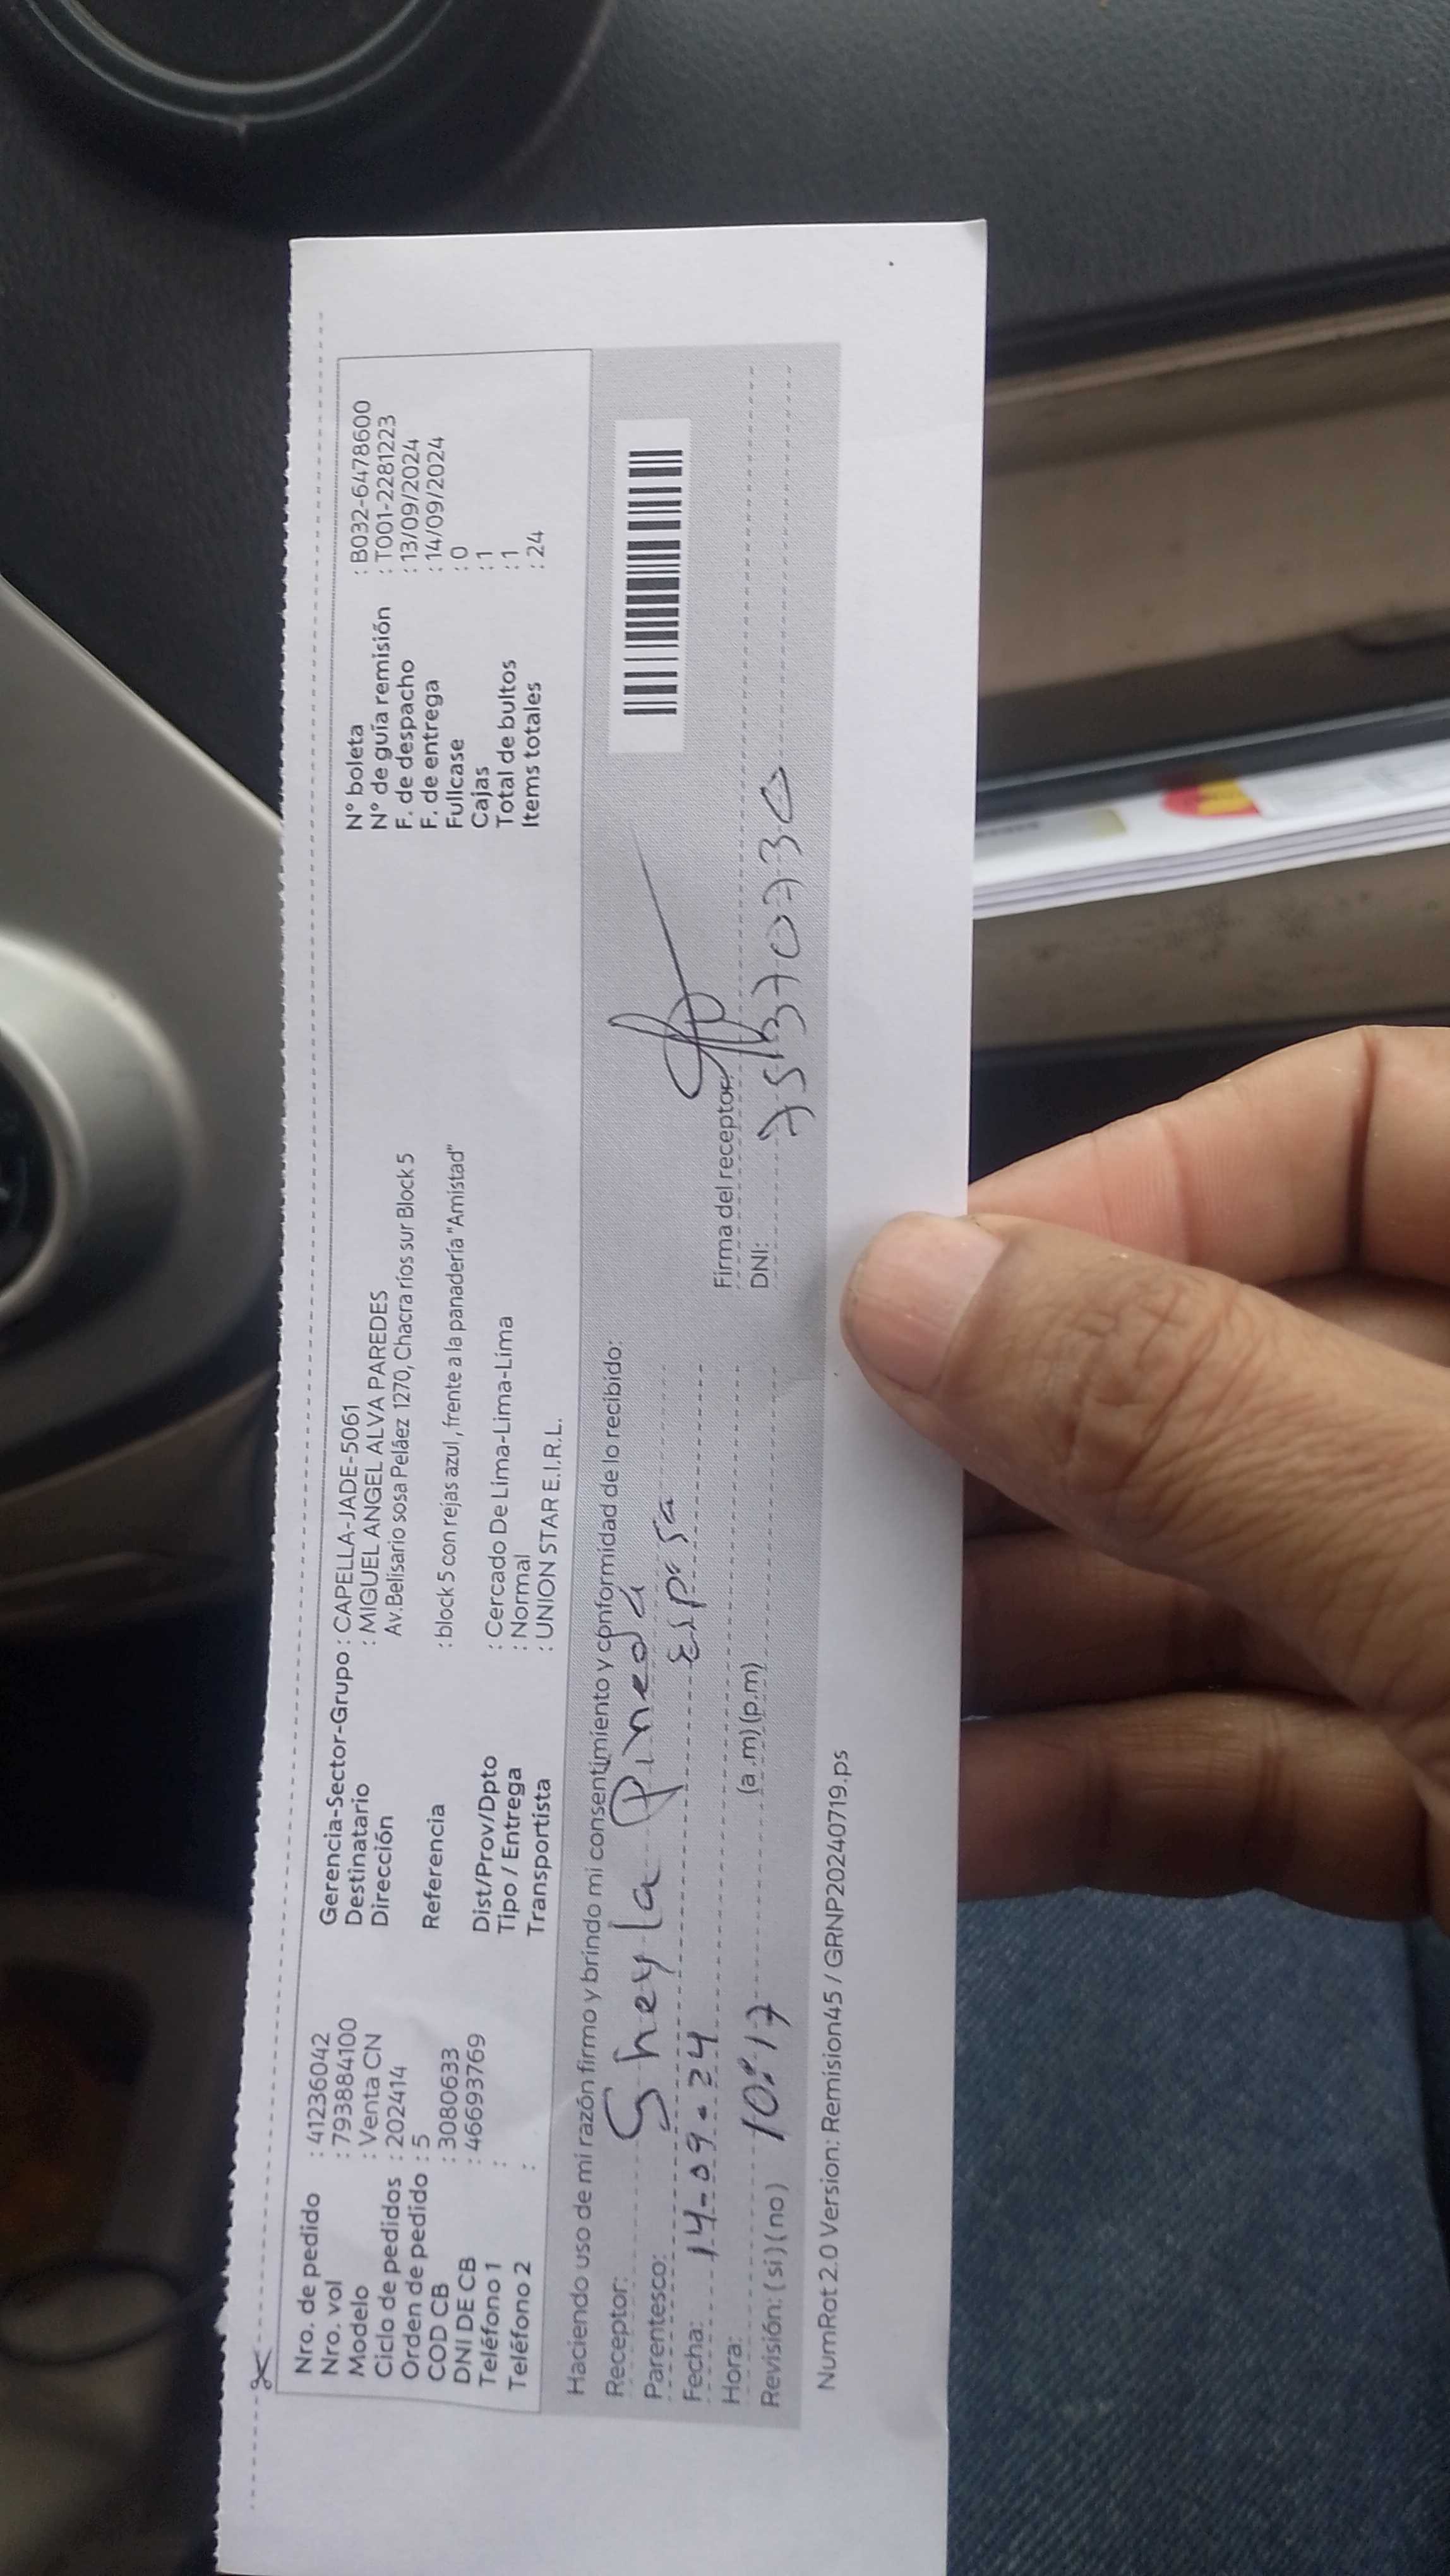 Nro. de pedido : 41236042
Nro. vol : 7938884100
Modelo : Venta CN
Ciclo de pedidos : 202414
Orden de pedido : 5
COD CB : 3080633
DNI DE CB : 46693769
Teléfono 1 :
Teléfono 2 :
Gerencia-Sector-Grupo : CAPELLA-JADE-5061
Destinatario : MIGUEL ANGEL ALVA PAREDES
Dirección Av.Belisario sosa Peláez 1270, Chacra ríos sur Block 5
Referencia : block 5 con rejas azul , frente a la panadería "Amistad"
Dist/Prov/Dpto : Cercado De Lima-Lima-Lima
Tipo / Entrega : Normal
Transportista : UNION STAR E.I.R.L.
N° boleta : B032-6478600
N° de guía remisión : T001-2281223
F. de despacho : 13/09/2024
F. de entrega : 14/09/2024
Fullcase : 0
Cajas : 1
Total de bultos : 1
Items totales : 24
Haciendo uso de mi razón firmo y brindo mi consentimiento y conformidad de lo recibido:
Receptor: Sheyla Pineda
Parentesco: Esposa
Fecha: 14-09-24
Hora: 10:17 (a.m)(p.m)
Revisión: ( si ) ( no )
Firma del receptor:
DNI:
NumRot 2.0 Version: Remision45 / GRNP20240719.ps